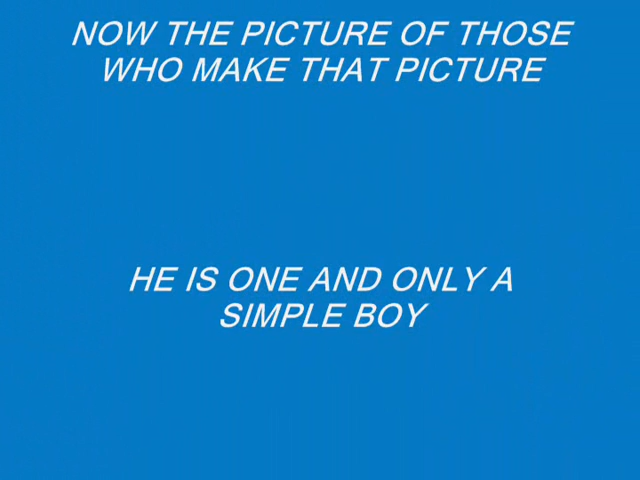 NOW THE PICTURE OF THOSE
WHO MAKE THAT PICTURE
HE IS ONE AND ONLY A
SIMPLE BOY